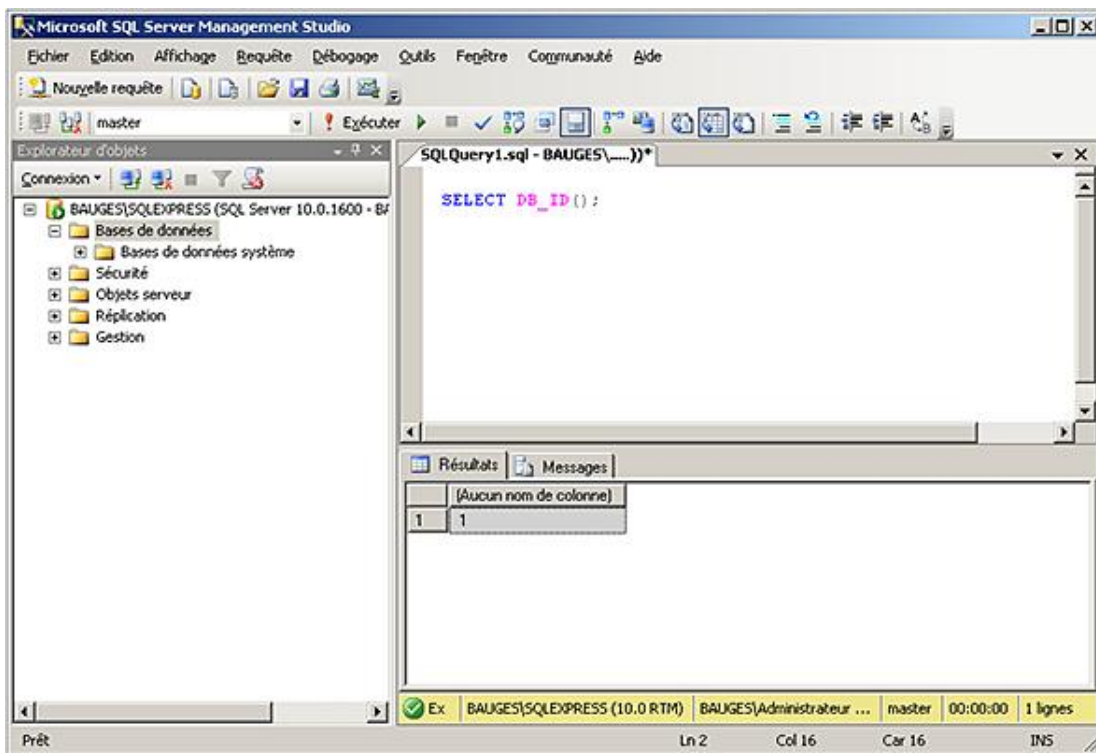 Microsoft SQL Server Management Studio
Fichier Edition Affichage Requête Débogage Outils Fenêtre Communauté Aide
Nouvelle requête
master Exécuter
Explorateur d'objets
SQLQuery1.sql - BAUGES\.....))*
Connexion
SELECT DB_ID();
BAUGES\SQLEXPRESS (SQL Server 10.0.1600 - BA
Bases de données
Bases de données système
Sécurité
Objets serveur
Réplication
Gestion
Résultats Messages
(Aucun nom de colonne)
1 1
Ex BAUGES\SQLEXPRESS (10.0 RTM) BAUGES\Administrateur ... master 00:00:00 1 lignes
Prêt Ln 2 Col 16 Car 16 INS